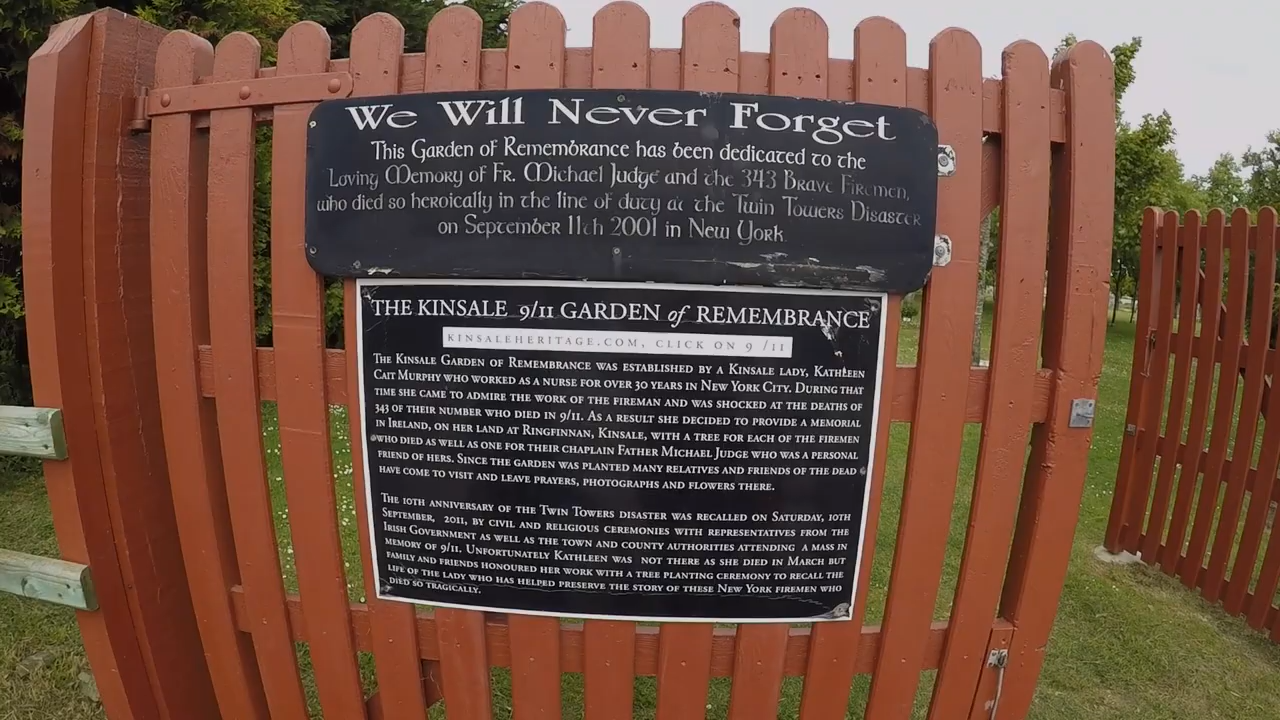 We Will Never Forget
This Garden of Remembrance has been dedicated to the
Loving Memory of Fr. Michael Judge and the 343 Brave Firemen,
who died so heroically in the line of duty at the Twin Towers Disaster
on September 11th 2001 in New York.
THE KINSALE 9/11 GARDEN of REMEMBRANCE
KINSALEHERITAGE.COM, CLICK ON 9 /11
THE KINSALE GARDEN OF REMEMBRANCE WAS ESTABLISHED BY A KINSALE LADY, KATHLEEN
CAIT MURPHY WHO WORKED AS A NURSE FOR OVER 30 YEARS IN NEW YORK CITY. DURING THAT
TIME SHE CAME TO ADMIRE THE WORK OF THE FIREMAN AND WAS SHOCKED AT THE DEATHS OF
343 OF THEIR NUMBER WHO DIED IN 9/11. AS A RESULT SHE DECIDED TO PROVIDE A MEMORIAL
IN IRELAND, ON HER LAND AT RINGFINNAN, KINSALE, WITH A TREE FOR EACH OF THE FIREMEN
WHO DIED AS WELL AS ONE FOR THEIR CHAPLAIN FATHER MICHAEL JUDGE WHO WAS A PERSONAL
FRIEND OF HERS. SINCE THE GARDEN WAS PLANTED MANY RELATIVES AND FRIENDS OF THE DEAD
HAVE COME TO VISIT AND LEAVE PRAYERS, PHOTOGRAPHS AND FLOWERS THERE.
THE 10TH ANNIVERSARY OF THE TWIN TOWERS DISASTER WAS RECALLED ON SATURDAY, 10TH
SEPTEMBER, 2011, BY CIVIL AND RELIGIOUS CEREMONIES WITH REPRESENTATIVES FROM THE
IRISH GOVERNMENT AS WELL AS THE TOWN AND COUNTY AUTHORITIES ATTENDING A MASS IN
MEMORY OF 9/11. UNFORTUNATELY KATHLEEN WAS NOT THERE AS SHE DIED IN MARCH BUT
FAMILY AND FRIENDS HONOURED HER WORK WITH A TREE PLANTING CEREMONY TO RECALL THE
LIFE OF THE LADY WHO HAS HELPED PRESERVE THE STORY OF THESE NEW YORK FIREMEN WHO
DIED SO TRAGICALLY.